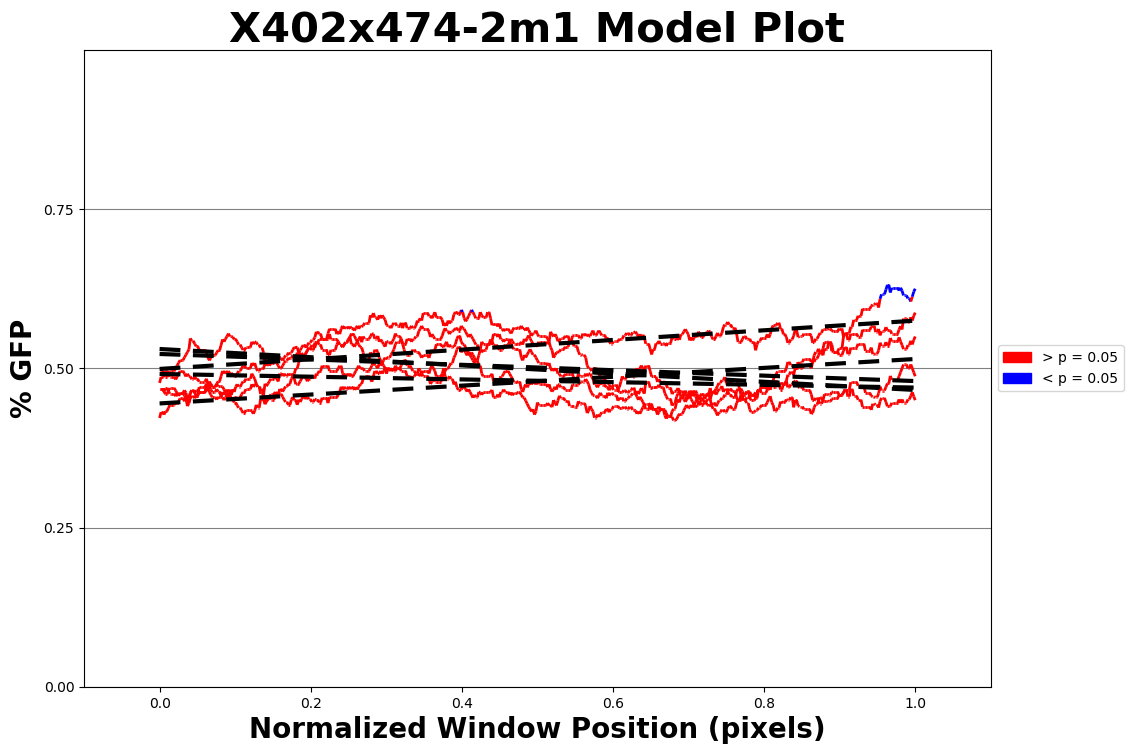 X402x474-2m1 Model Plot
% GFP
0.75
0.50
0.25
0.00
0.0 0.2 0.4 0.6 0.8 1.0
Normalized Window Position (pixels)
> p = 0.05
< p = 0.05